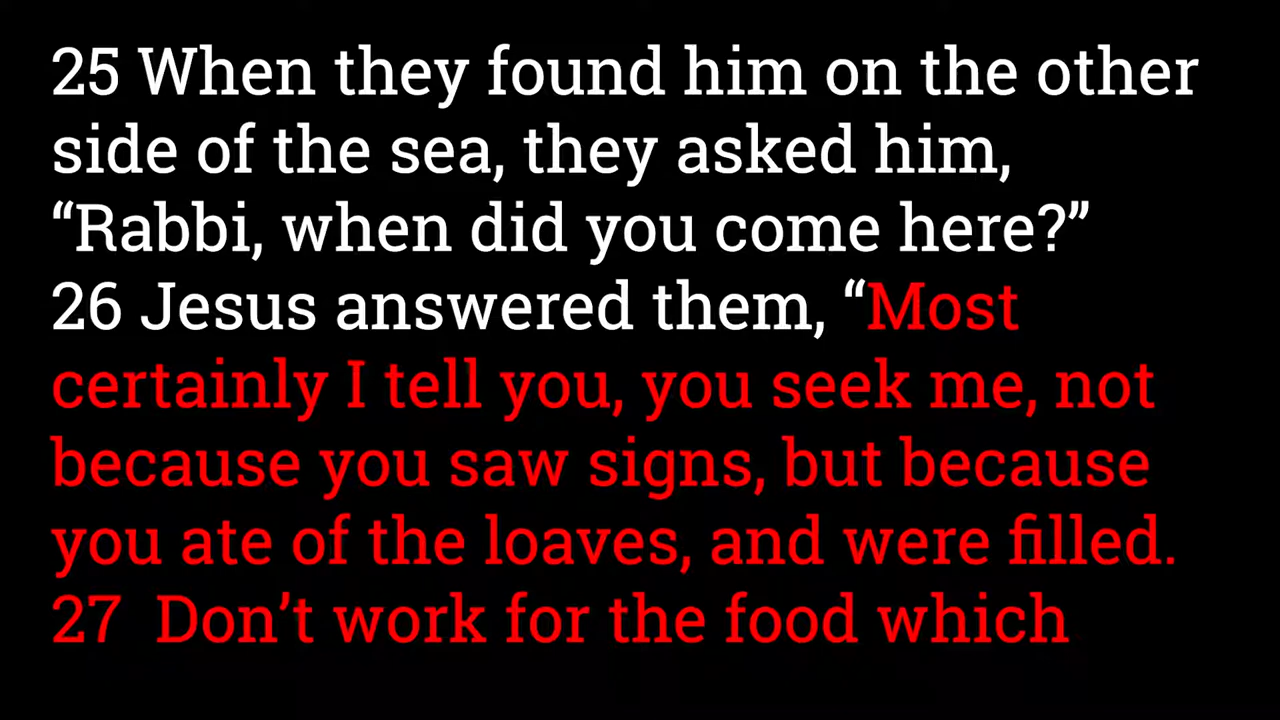 25 When they found him on the other
side of the sea, they asked him,
“Rabbi, when did you come here?”
26 Jesus answered them, “Most
certainly I tell you, you seek me, not
because you saw signs, but because
you ate of the loaves, and were filled.
27  Don’t work for the food which